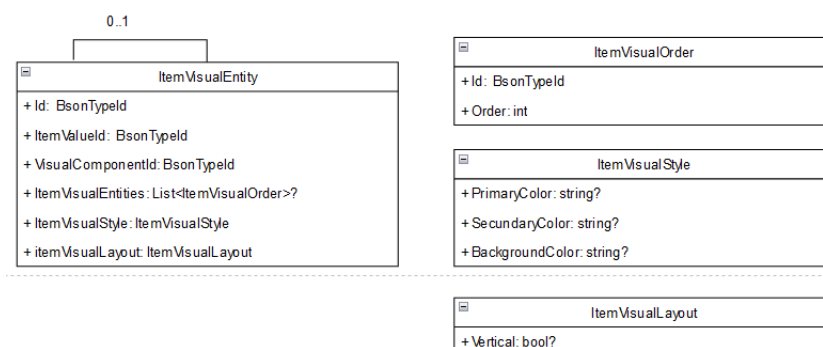 0..1
ItemVisualEntity
+ Id: BsonTypeId
+ ItemValueId: BsonTypeId
+ VisualComponentId: BsonTypeId
+ ItemVisualEntities: List<ItemVisualOrder>?
+ ItemVisualStyle: ItemVisualStyle
+ itemVisualLayout: ItemVisualLayout
ItemVisualOrder
+ Id: BsonTypeId
+ Order: int
ItemVisualStyle
+ PrimaryColor: string?
+ SecundaryColor: string?
+ BackgroundColor: string?
ItemVisualLayout
+ Vertical: bool?